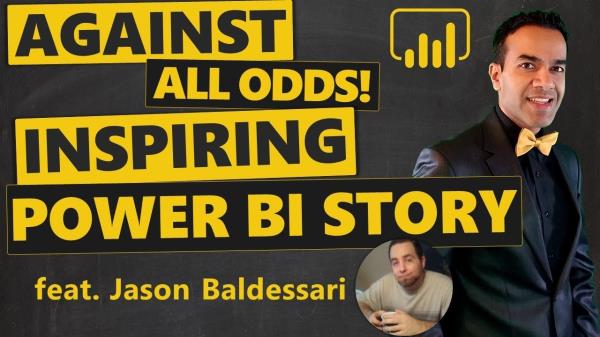 AGAINST
ALL ODDS!
INSPIRING
POWER BI STORY
feat. Jason Baldessari